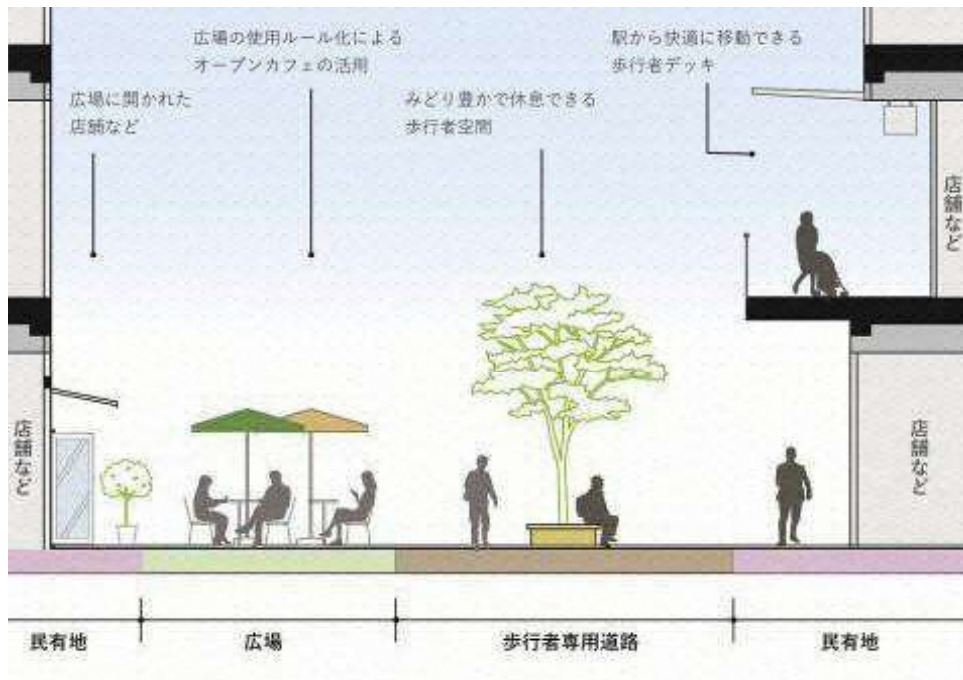 広場の使用ルール化による
オープンカフェの活用
駅から快適に移動できる
歩行者デッキ
広場に開かれた
店舗など
みどり豊かで休息できる
歩行者空間
店舗など
店舗など
店舗など
民有地
広場
歩行者専用道路
民有地